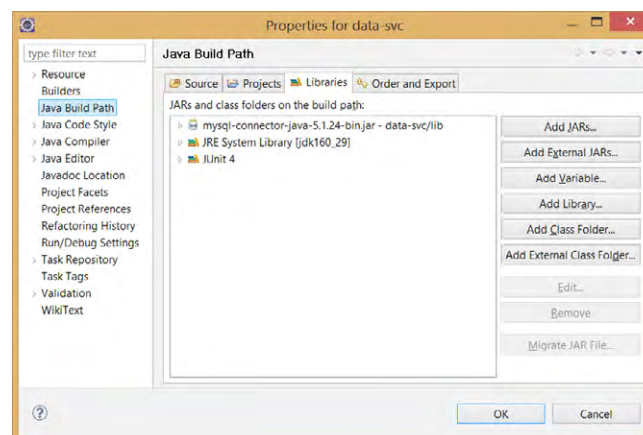 Properties for data-svc
type filter text
Resource
Builders
Java Build Path
Java Code Style
Java Compiler
Java Editor
Javadoc Location
Project Facets
Project References
Refactoring History
Run/Debug Settings
Task Repository
Task Tags
Validation
WikiText
Java Build Path
Source Projects Libraries Order and Export
JARs and class folders on the build path:
mysql-connector-java-5.1.24-bin.jar - data-svc/lib
JRE System Library [jdk160_29]
JUnit 4
Add JARs...
Add External JARs...
Add Variable...
Add Library...
Add Class Folder...
Add External Class Folder...
Edit...
Remove
Migrate JAR File...
OK Cancel